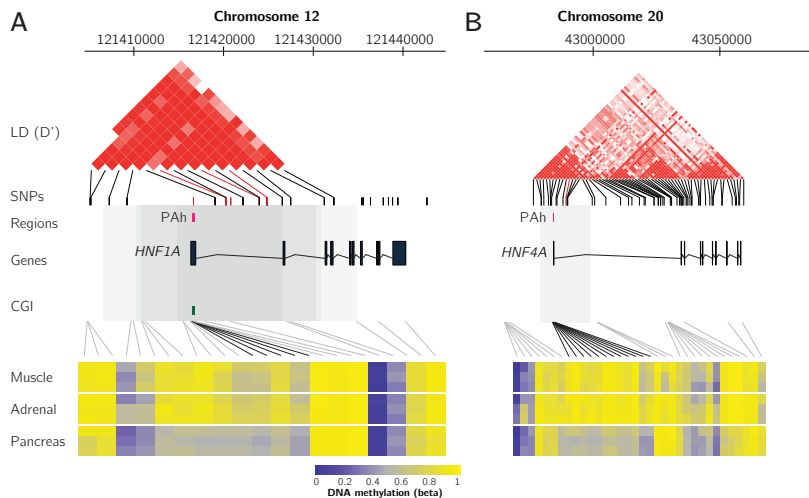 A
Chromosome 12
121410000 121420000 121430000 121440000
B
Chromosome 20
43000000 43050000
LD (D')
SNPs
Regions
PAh
PAh
Genes
HNF1A
HNF4A
CGI
Muscle
Adrenal
Pancreas
0 0.2 0.4 0.6 0.8 1
DNA methylation (beta)